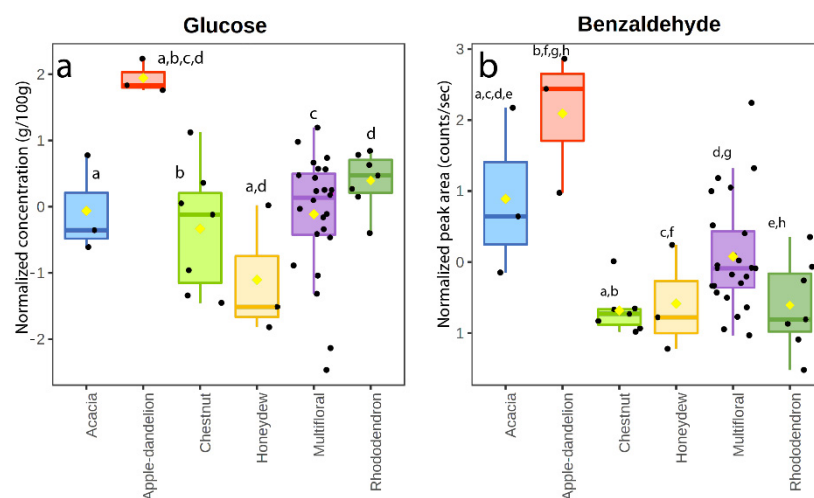 Glucose
a
Normalized concentration (g/100g)
2
1
0
-1
-2
a
a,b,c,d
b
a,d
c
d
Acacia
Apple-dandelion
Chestnut
Honeydew
Multifloral
Rhododendron
Benzaldehyde
b
Normalized peak area (counts/sec)
3
2
1
0
1
a,c,d,e
b,f,g,h
a,b
c,f
d,g
e,h
Acacia
Apple-dandelion
Chestnut
Honeydew
Multifloral
Rhododendron